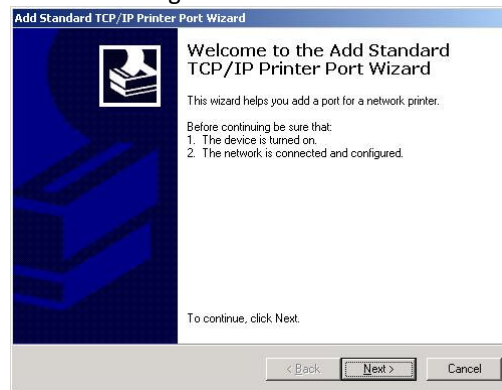 Add Standard TCP/IP Printer Port Wizard
Welcome to the Add Standard
TCP/IP Printer Port Wizard
This wizard helps you add a port for a network printer.
Before continuing be sure that:
1. The device is turned on.
2. The network is connected and configured.
To continue, click Next.
< Back Next > Cancel